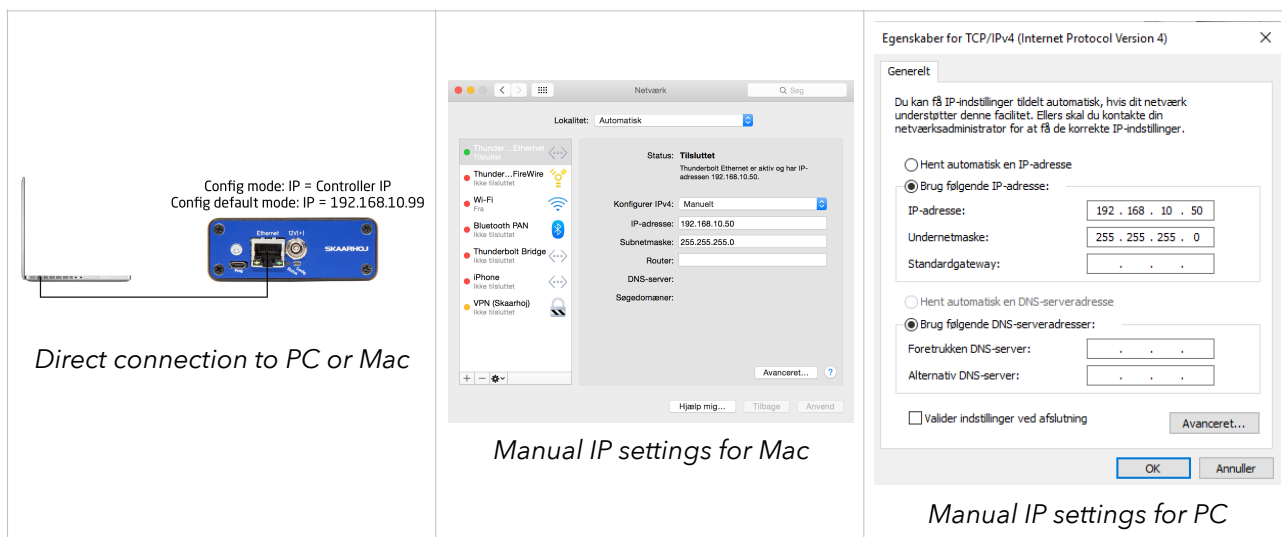 Config mode: IP = Controller IP
Config default mode: IP = 192.168.10.99
Ethernet 12V(+)
SKAARHOJ
Prog
Config
Direct connection to PC or Mac
Netværk
Søg
Lokalitet: Automatisk
Thunder...Ethernet
Tilsluttet
Thunder...FireWire
Ikke tilsluttet
Wi-Fi
Fra
Bluetooth PAN
Ikke tilsluttet
Thunderbolt Bridge
Ikke tilsluttet
iPhone
Ikke tilsluttet
VPN (Skaarhoj)
Ikke tilsluttet
Status: Tilsluttet
Thunderbolt Ethernet er aktiv og har IP-
adressen 192.168.10.50.
Konfigurer IPv4: Manuelt
IP-adresse: 192.168.10.50
Subnetmaske: 255.255.255.0
Router:
DNS-server:
Søgedomæner:
Avanceret... ?
Hjælp mig... Tilbage Anvend
Manual IP settings for Mac
Egenskaber for TCP/IPv4 (Internet Protocol Version 4)
Generelt
Du kan få IP-indstillinger tildelt automatisk, hvis dit netværk
understøtter denne facilitet. Ellers skal du kontakte din
netværksadministrator for at få de korrekte IP-indstillinger.
Hent automatisk en IP-adresse
Brug følgende IP-adresse:
IP-adresse: 192 . 168 . 10 . 50
Undernetmaske: 255 . 255 . 255 . 0
Standardgateway: . . .
Hent automatisk en DNS-serveradresse
Brug følgende DNS-serveradresser:
Foretrukken DNS-server: . . .
Alternativ DNS-server: . . .
Valider indstillinger ved afslutning
Avanceret...
OK Annuller
Manual IP settings for PC